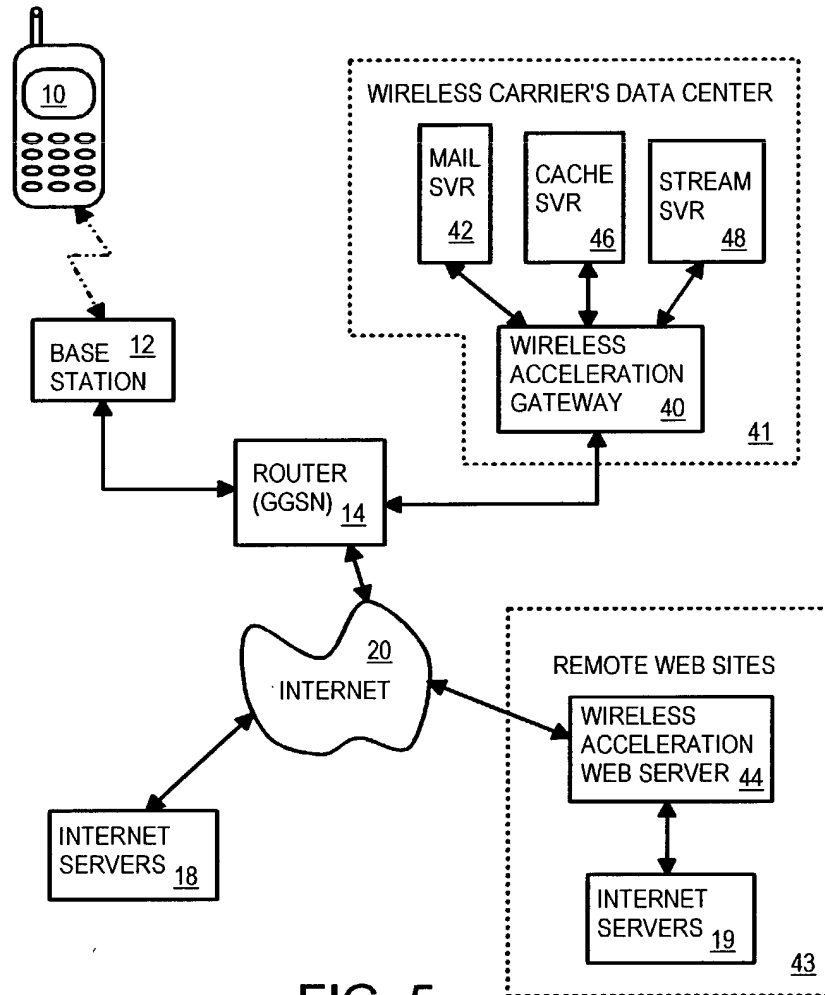 10
WIRELESS CARRIER'S DATA CENTER
MAIL
SVR
42
CACHE
SVR
46
STREAM
SVR
48
BASE 12
STATION
WIRELESS
ACCELERATION
GATEWAY 40
41
ROUTER
(GGSN) 14
20
INTERNET
REMOTE WEB SITES
WIRELESS
ACCELERATION
WEB SERVER 44
INTERNET
SERVERS 18
INTERNET
SERVERS 19
43
FIG. 5